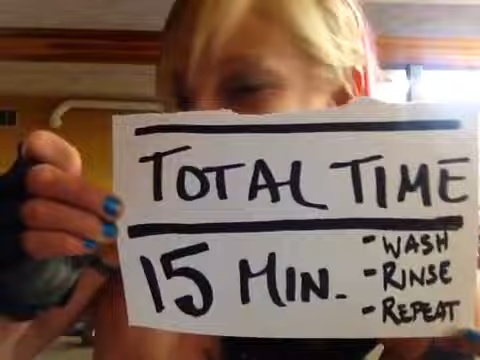 TOTAL TIME
15 MIN.
- WASH
- RINSE
- REPEAT